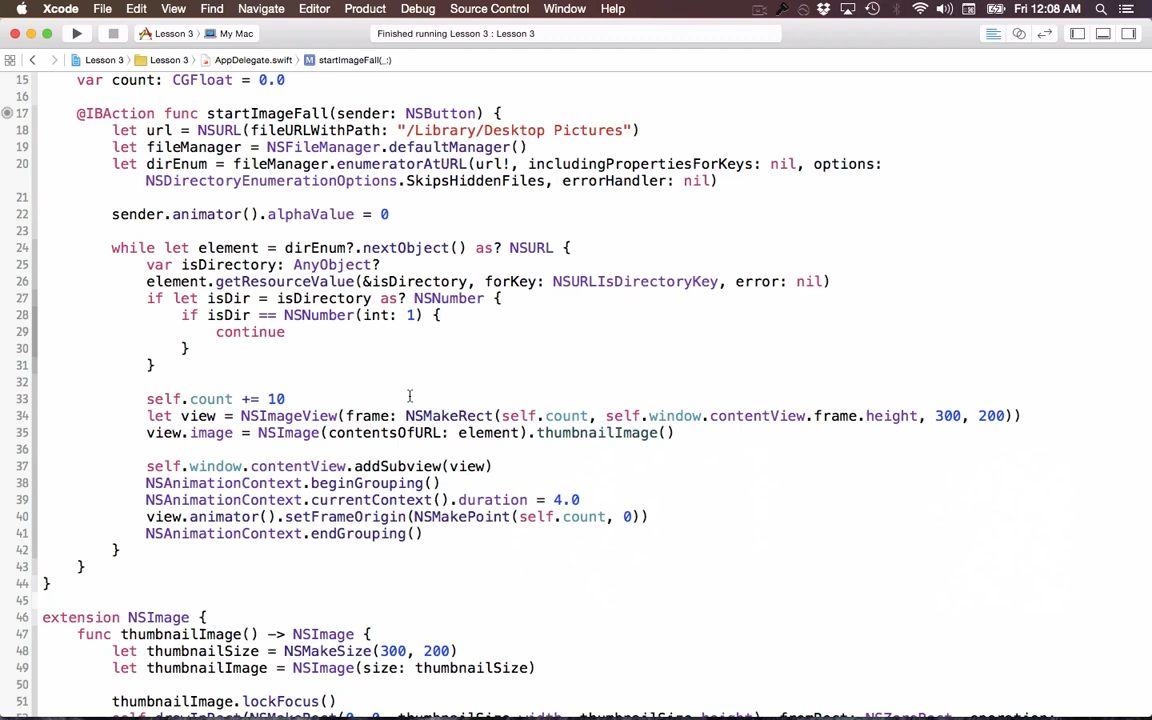 Xcode File Edit View Find Navigate Editor Product Debug Source Control Window Help Fri 12:08 AM
Lesson 3 My Mac Finished running Lesson 3 : Lesson 3
Lesson 3 Lesson 3 AppDelegate.swift M startImageFall(_:)
15 var count: CGFloat = 0.0
16
17 @IBAction func startImageFall(sender: NSButton) {
18 let url = NSURL(fileURLWithPath: "/Library/Desktop Pictures")
19 let fileManager = NSFileManager.defaultManager()
20 let dirEnum = fileManager.enumeratorAtURL(url!, includingPropertiesForKeys: nil, options:
NSDirectoryEnumerationOptions.SkipsHiddenFiles, errorHandler: nil)
21
22 sender.animator().alphaValue = 0
23
24 while let element = dirEnum?.nextObject() as? NSURL {
25 var isDirectory: AnyObject?
26 element.getResourceValue(&isDirectory, forKey: NSURLIsDirectoryKey, error: nil)
27 if let isDir = isDirectory as? NSNumber {
28 if isDir == NSNumber(int: 1) {
29 continue
30 }
31 }
32
33 self.count += 10
34 let view = NSImageView(frame: NSMakeRect(self.count, self.window.contentView.frame.height, 300, 200))
35 view.image = NSImage(contentsOfURL: element).thumbnailImage()
36
37 self.window.contentView.addSubview(view)
38 NSAnimationContext.beginGrouping()
39 NSAnimationContext.currentContext().duration = 4.0
40 view.animator().setFrameOrigin(NSMakePoint(self.count, 0))
41 NSAnimationContext.endGrouping()
42 }
43 }
44 }
45
46 extension NSImage {
47 func thumbnailImage() -> NSImage {
48 let thumbnailSize = NSMakeSize(300, 200)
49 let thumbnailImage = NSImage(size: thumbnailSize)
50
51 thumbnailImage.lockFocus()